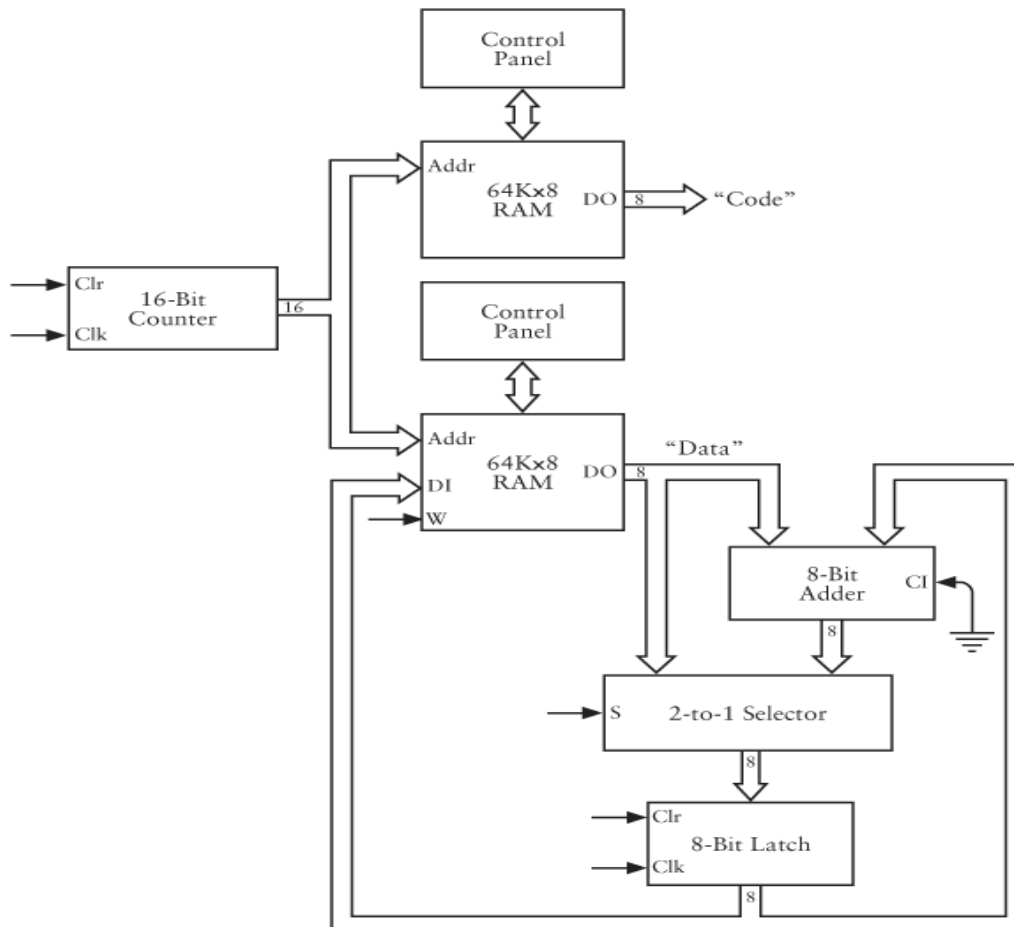 Control
Panel
Addr
64K×8
RAM
DO
8
“Code”
Clr
16-Bit
Counter
Clk
16
Control
Panel
Addr
64K×8
RAM
DI
DO
8
W
“Data”
8-Bit
Adder
CI
8
S
2-to-1 Selector
8
Clr
8-Bit Latch
Clk
8